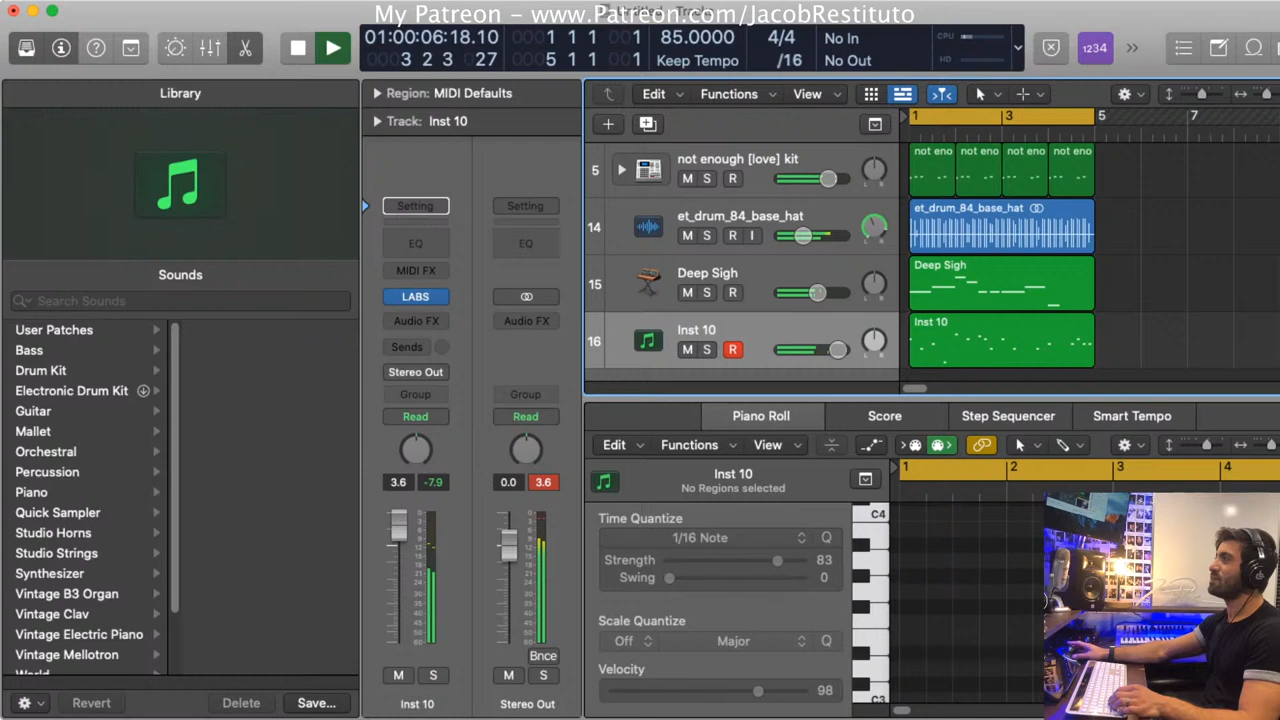 My Patreon - www.Patreon.com/JacobRestituto
01:00:06:18.10
3 2 3 27
1 1 1 001
5 1 1 001
85.0000
Keep Tempo
4/4
/16
No In
No Out
CPU
HD
1234
Library
Region: MIDI Defaults
Track: Inst 10
Edit
Functions
View
1
3
5
7
Sounds
Search Sounds
User Patches
Bass
Drum Kit
Electronic Drum Kit
Guitar
Mallet
Orchestral
Percussion
Piano
Quick Sampler
Studio Horns
Studio Strings
Synthesizer
Vintage B3 Organ
Vintage Clav
Vintage Electric Piano
Vintage Mellotron
World
Revert
Delete
Save...
Setting
Setting
EQ
EQ
MIDI FX
LABS
Audio FX
Audio FX
Sends
Stereo Out
Group
Group
Read
Read
3.6
-7.9
0.0
3.6
Bnce
M
S
M
S
Inst 10
Stereo Out
5
not enough [love] kit
M S R
not eno
not eno
not eno
not eno
14
et_drum_84_base_hat
M S R I
et_drum_84_base_hat
15
Deep Sigh
M S R
Deep Sigh
16
Inst 10
M S R
Inst 10
Piano Roll
Score
Step Sequencer
Smart Tempo
Edit
Functions
View
1
2
3
4
Inst 10
No Regions selected
Time Quantize
1/16 Note
Q
Strength
83
Swing
0
Scale Quantize
Off
Major
Q
Velocity
98
C4
C3